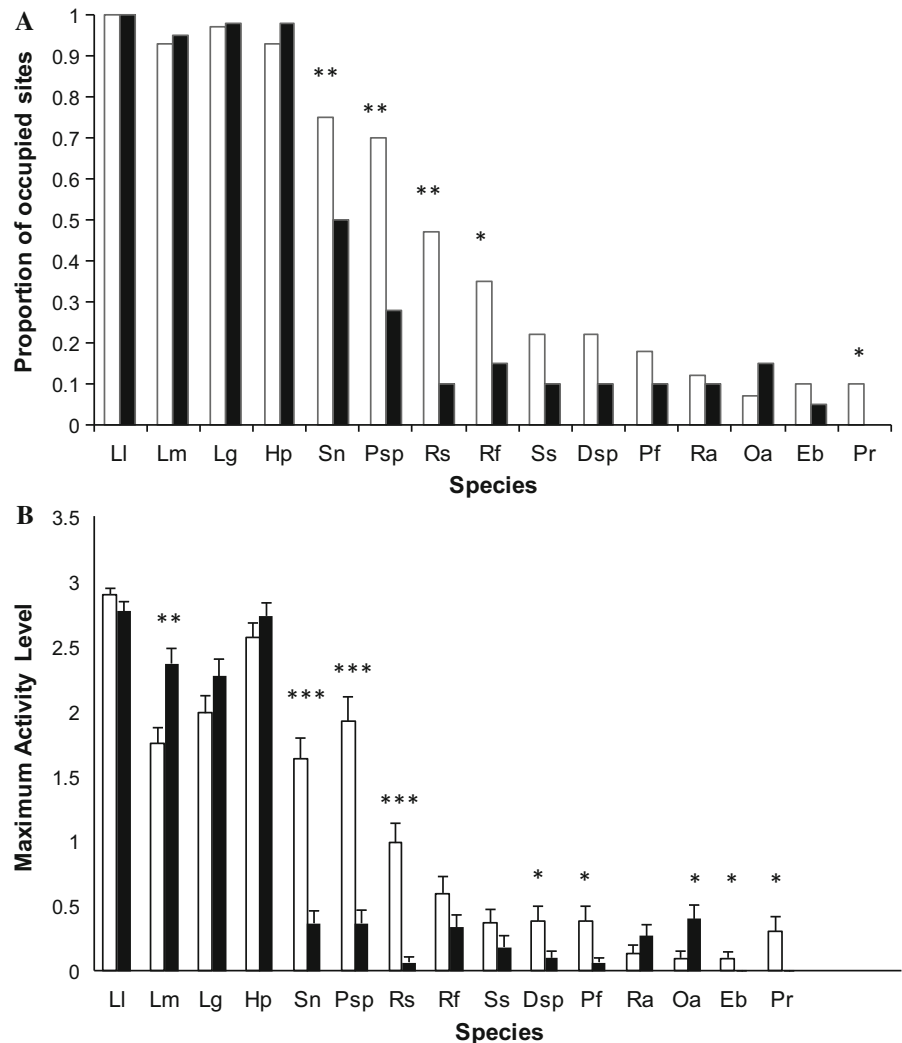 A
Proportion of occupied sites
1
0.9
0.8
0.7
0.6
0.5
0.4
0.3
0.2
0.1
0
** ** ** * *
Ll Lm Lg Hp Sn Psp Rs Rf Ss Dsp Pf Ra Oa Eb Pr
Species
B
Maximum Activity Level
3.5
3
2.5
2
1.5
1
0.5
0
** *** *** *** * * * * *
Ll Lm Lg Hp Sn Psp Rs Rf Ss Dsp Pf Ra Oa Eb Pr
Species